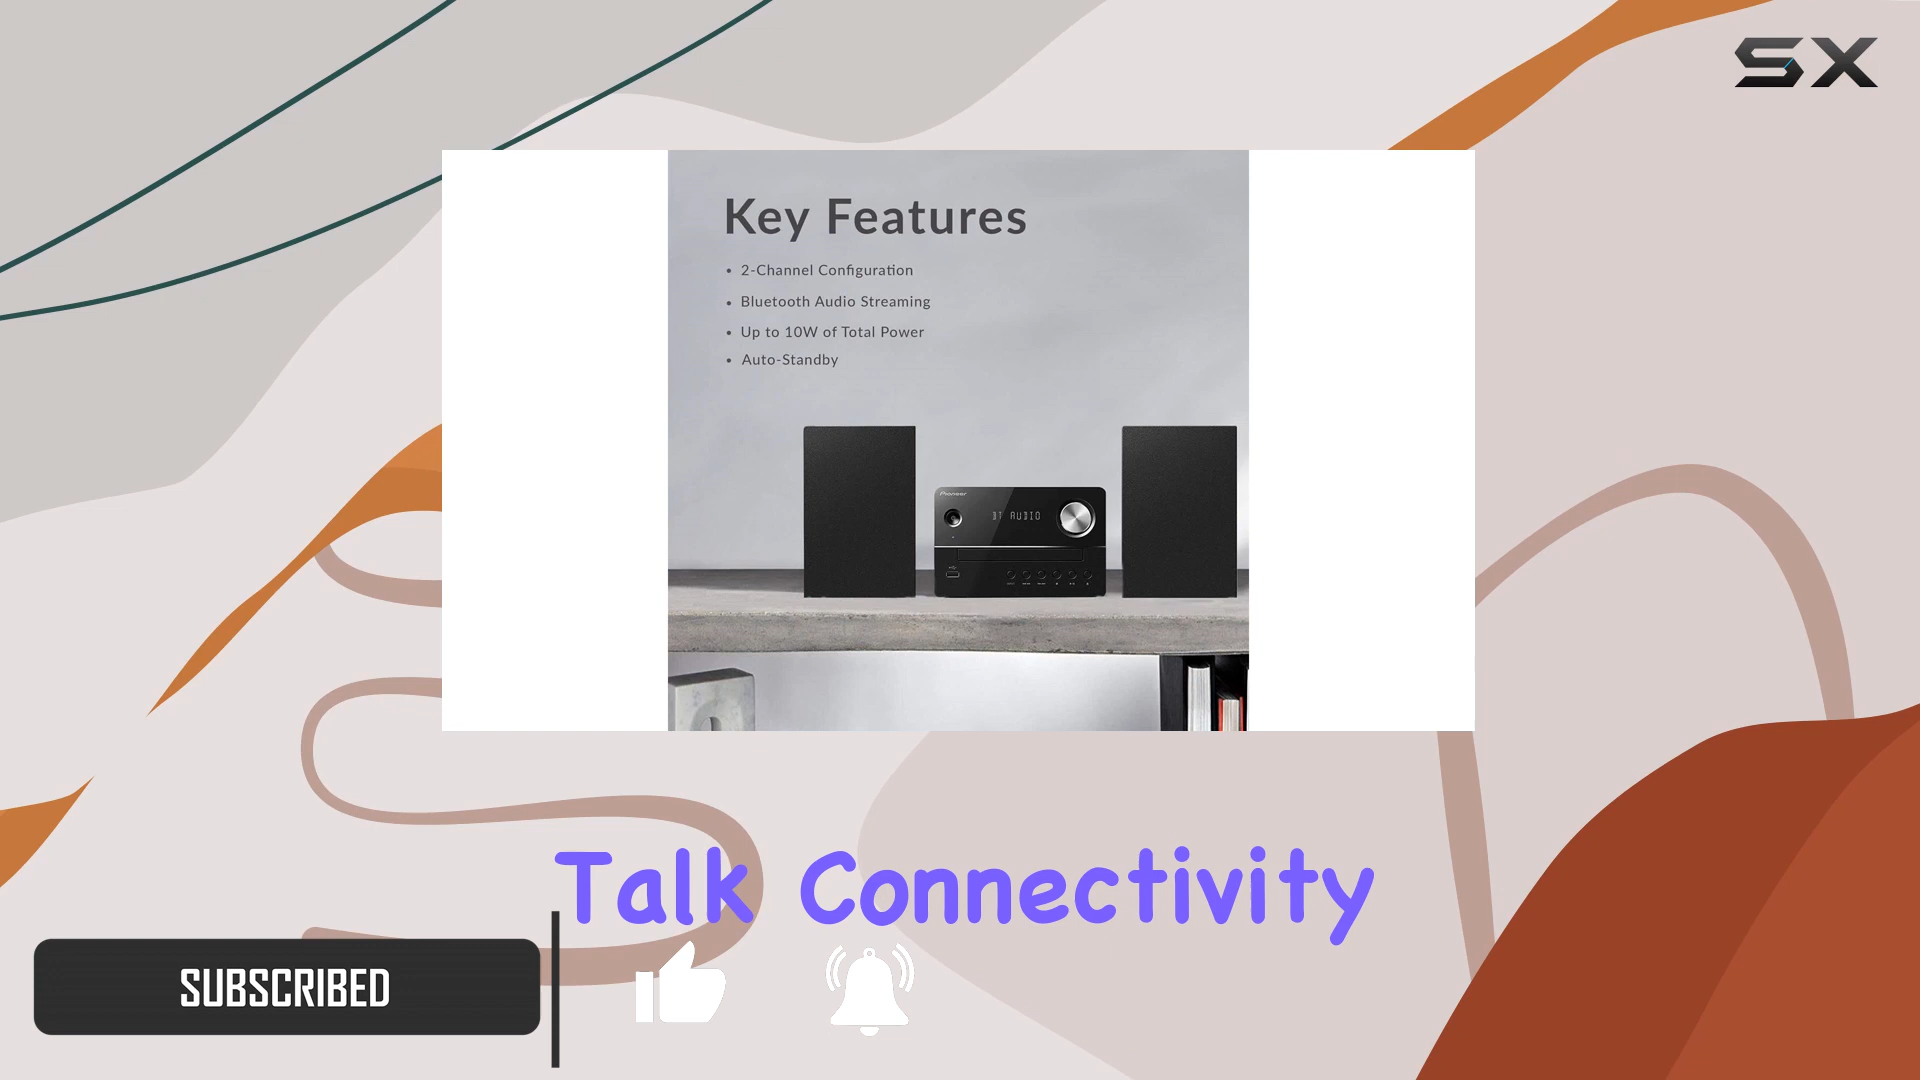 SX
Key Features
• 2-Channel Configuration
• Bluetooth Audio Streaming
• Up to 10W of Total Power
• Auto-Standby
Pioneer
BT AUDIO
Talk Connectivity
SUBSCRIBED